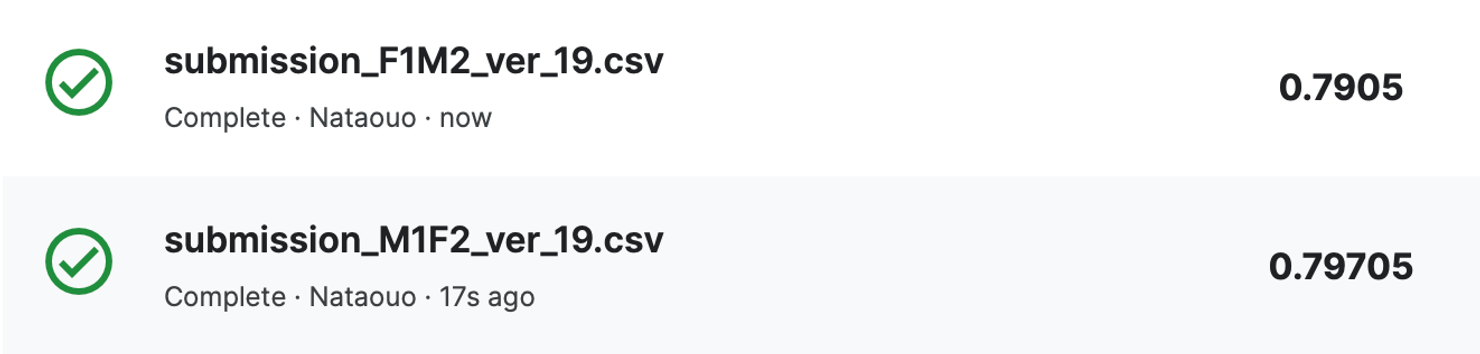 submission_F1M2_ver_19.csv
0.7905
Complete · Nataouo · now
submission_M1F2_ver_19.csv
0.79705
Complete · Nataouo · 17s ago